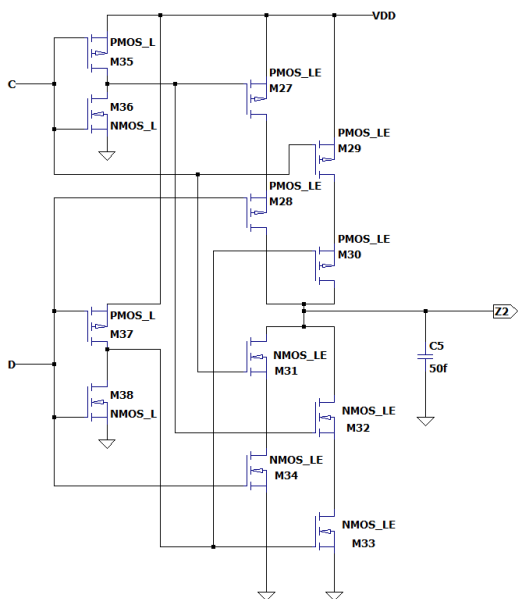 VDD
PMOS_L
M35
C
M36
NMOS_L
PMOS_LE
M27
PMOS_LE
M29
PMOS_LE
M28
PMOS_LE
M30
Z2
PMOS_L
M37
D
M38
NMOS_L
NMOS_LE
M31
C5
50f
NMOS_LE
M32
NMOS_LE
M34
NMOS_LE
M33